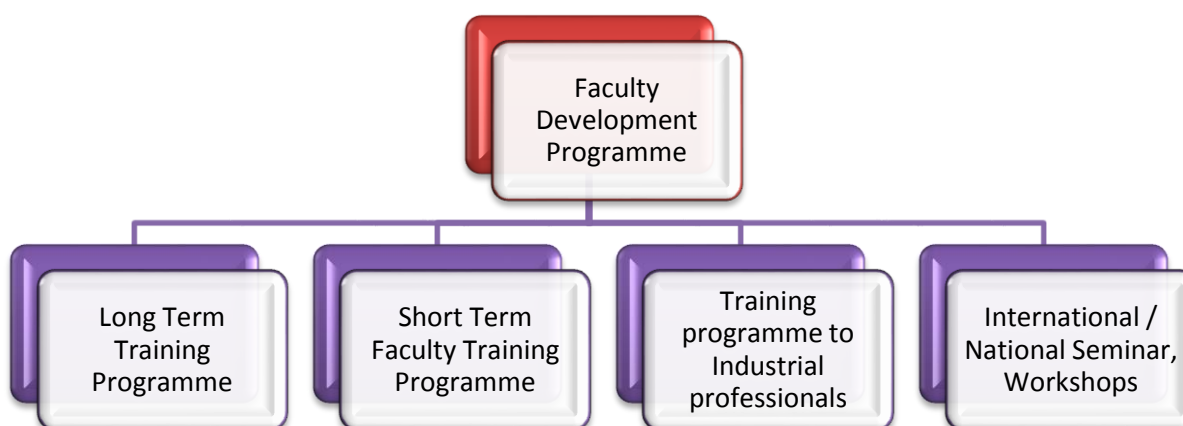 Faculty
Development
Programme
Long Term
Training
Programme
Short Term
Faculty Training
Programme
Training
programme to
Industrial
professionals
International /
National Seminar,
Workshops